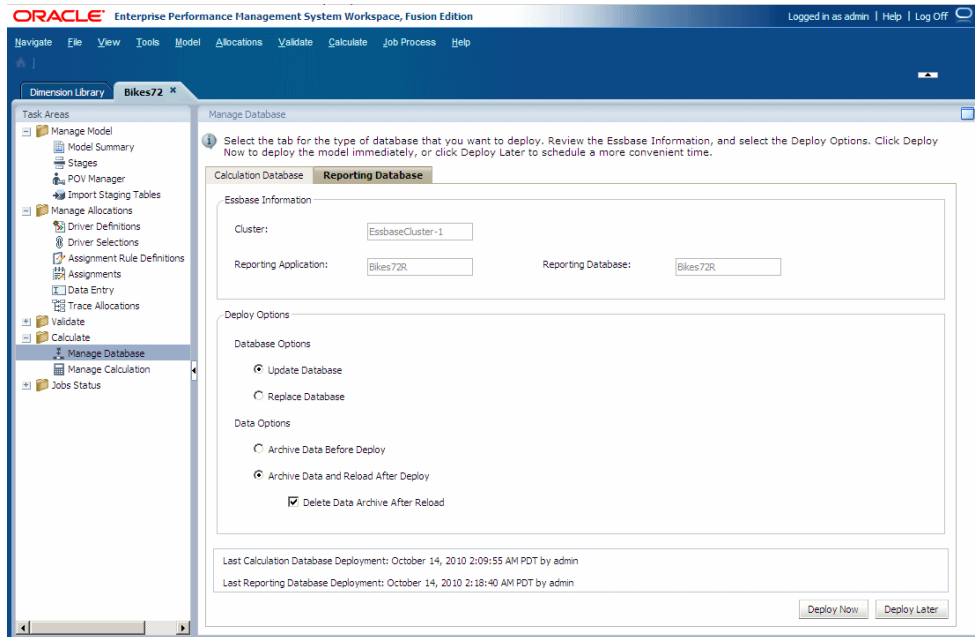 ORACLE Enterprise Performance Management System Workspace, Fusion Edition
Logged in as admin | Help | Log Off
Navigate File View Tools Model Allocations Validate Calculate Job Process Help
Dimension Library Bikes72 ×
Task Areas
Manage Model
Model Summary
Stages
POV Manager
Import Staging Tables
Manage Allocations
Driver Definitions
Driver Selections
Assignment Rule Definitions
Assignments
Data Entry
Trace Allocations
Validate
Calculate
Manage Database
Manage Calculation
Jobs Status
Manage Database
Select the tab for the type of database that you want to deploy. Review the Essbase Information, and select the Deploy Options. Click Deploy
Now to deploy the model immediately, or click Deploy Later to schedule a more convenient time.
Calculation Database Reporting Database
Essbase Information
Cluster: EssbaseCluster-1
Reporting Application: Bikes72R Reporting Database: Bikes72R
Deploy Options
Database Options
Update Database
Replace Database
Data Options
Archive Data Before Deploy
Archive Data and Reload After Deploy
Delete Data Archive After Reload
Last Calculation Database Deployment: October 14, 2010 2:09:55 AM PDT by admin
Last Reporting Database Deployment: October 14, 2010 2:18:40 AM PDT by admin
Deploy Now Deploy Later